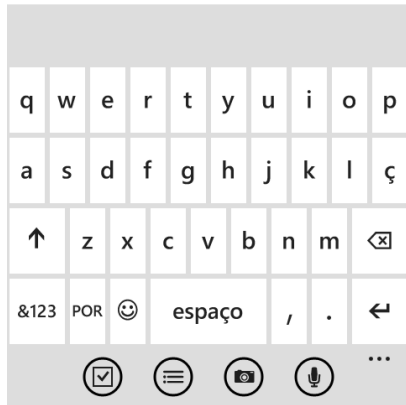 q w e r t y u i o p
a s d f g h j k l ç
z x c v b n m
&123 POR espaço , .